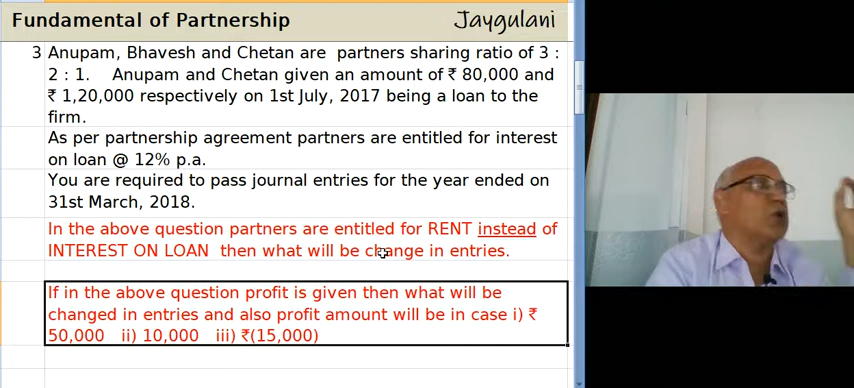 Fundamental of Partnership Jaygulani
3 Anupam, Bhavesh and Chetan are partners sharing ratio of 3 :
2 : 1. Anupam and Chetan given an amount of ₹ 80,000 and
₹ 1,20,000 respectively on 1st July, 2017 being a loan to the
firm.
As per partnership agreement partners are entitled for interest
on loan @ 12% p.a.
You are required to pass journal entries for the year ended on
31st March, 2018.
In the above question partners are entitled for RENT instead of
INTEREST ON LOAN then what will be change in entries.
If in the above question profit is given then what will be
changed in entries and also profit amount will be in case i) ₹
50,000 ii) 10,000 iii) ₹(15,000)